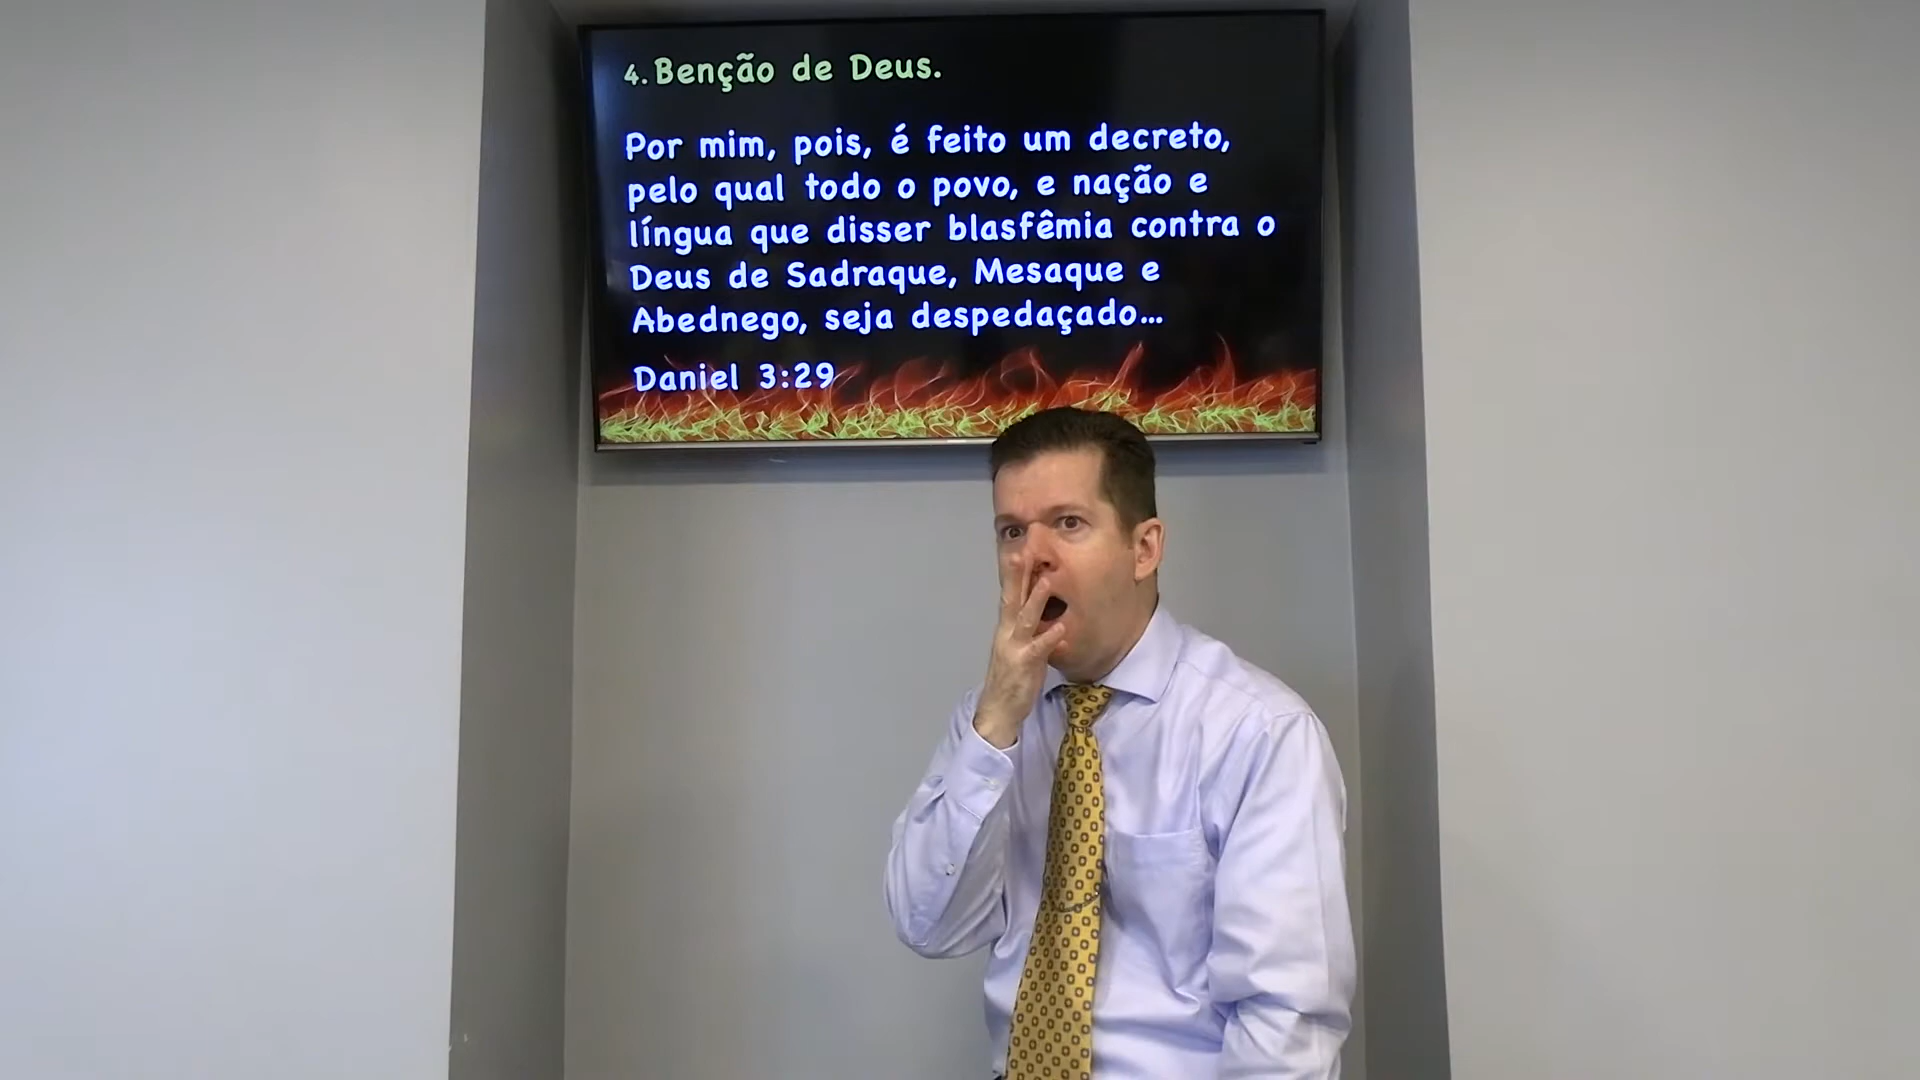 4. Benção de Deus.
Por mim, pois, é feito um decreto,
pelo qual todo o povo, e nação e
língua que disser blasfêmia contra o
Deus de Sadraque, Mesaque e
Abednego, seja despedaçado...
Daniel 3:29